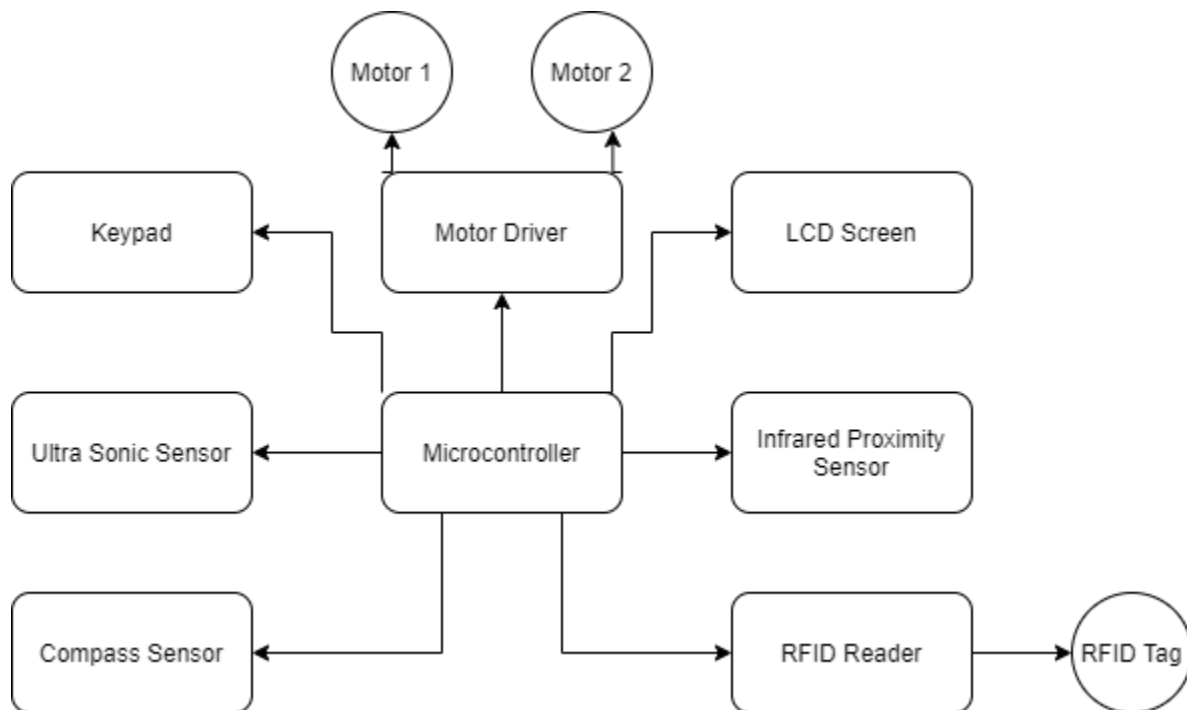 Motor 1
Motor 2
Keypad
Motor Driver
LCD Screen
Ultra Sonic Sensor
Microcontroller
Infrared Proximity
Sensor
Compass Sensor
RFID Reader
RFID Tag